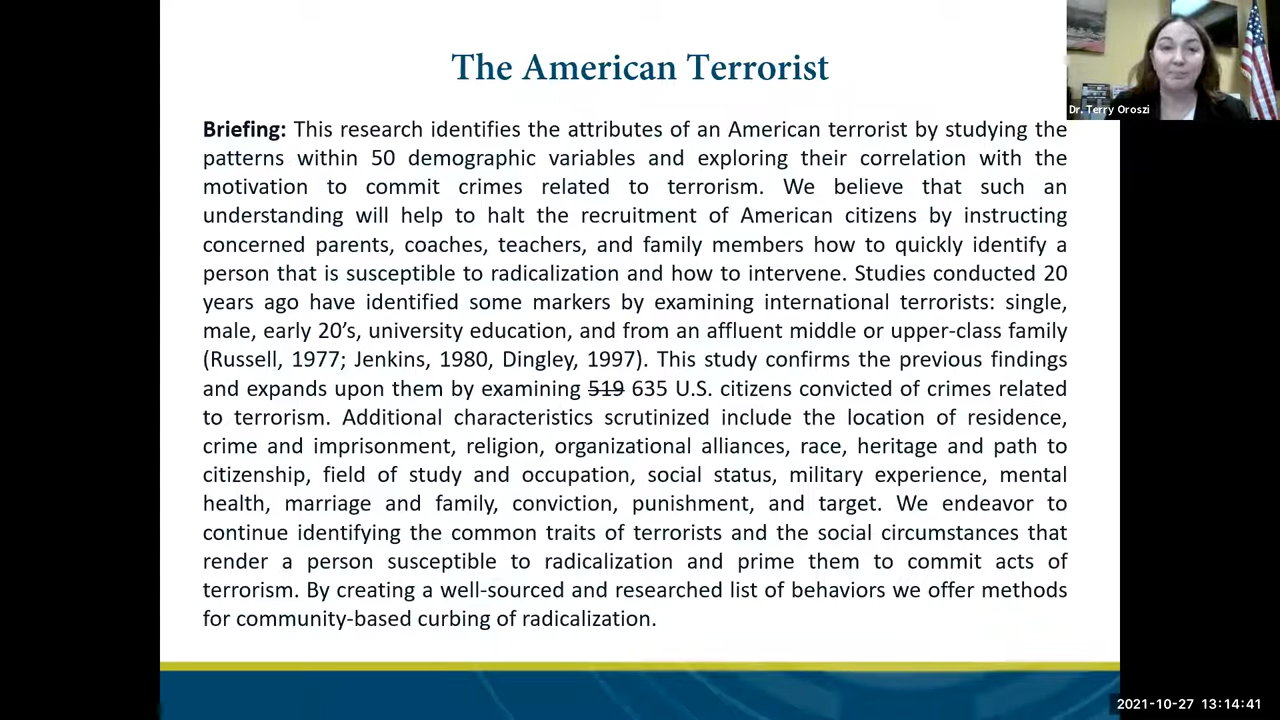 The American Terrorist
Dr. Terry Oroszi
Briefing: This research identifies the attributes of an American terrorist by studying the
patterns within 50 demographic variables and exploring their correlation with the
motivation to commit crimes related to terrorism. We believe that such an
understanding will help to halt the recruitment of American citizens by instructing
concerned parents, coaches, teachers, and family members how to quickly identify a
person that is susceptible to radicalization and how to intervene. Studies conducted 20
years ago have identified some markers by examining international terrorists: single,
male, early 20’s, university education, and from an affluent middle or upper-class family
(Russell, 1977; Jenkins, 1980, Dingley, 1997). This study confirms the previous findings
and expands upon them by examining 519 635 U.S. citizens convicted of crimes related
to terrorism. Additional characteristics scrutinized include the location of residence,
crime and imprisonment, religion, organizational alliances, race, heritage and path to
citizenship, field of study and occupation, social status, military experience, mental
health, marriage and family, conviction, punishment, and target. We endeavor to
continue identifying the common traits of terrorists and the social circumstances that
render a person susceptible to radicalization and prime them to commit acts of
terrorism. By creating a well-sourced and researched list of behaviors we offer methods
for community-based curbing of radicalization.
2021-10-27 13:14:41